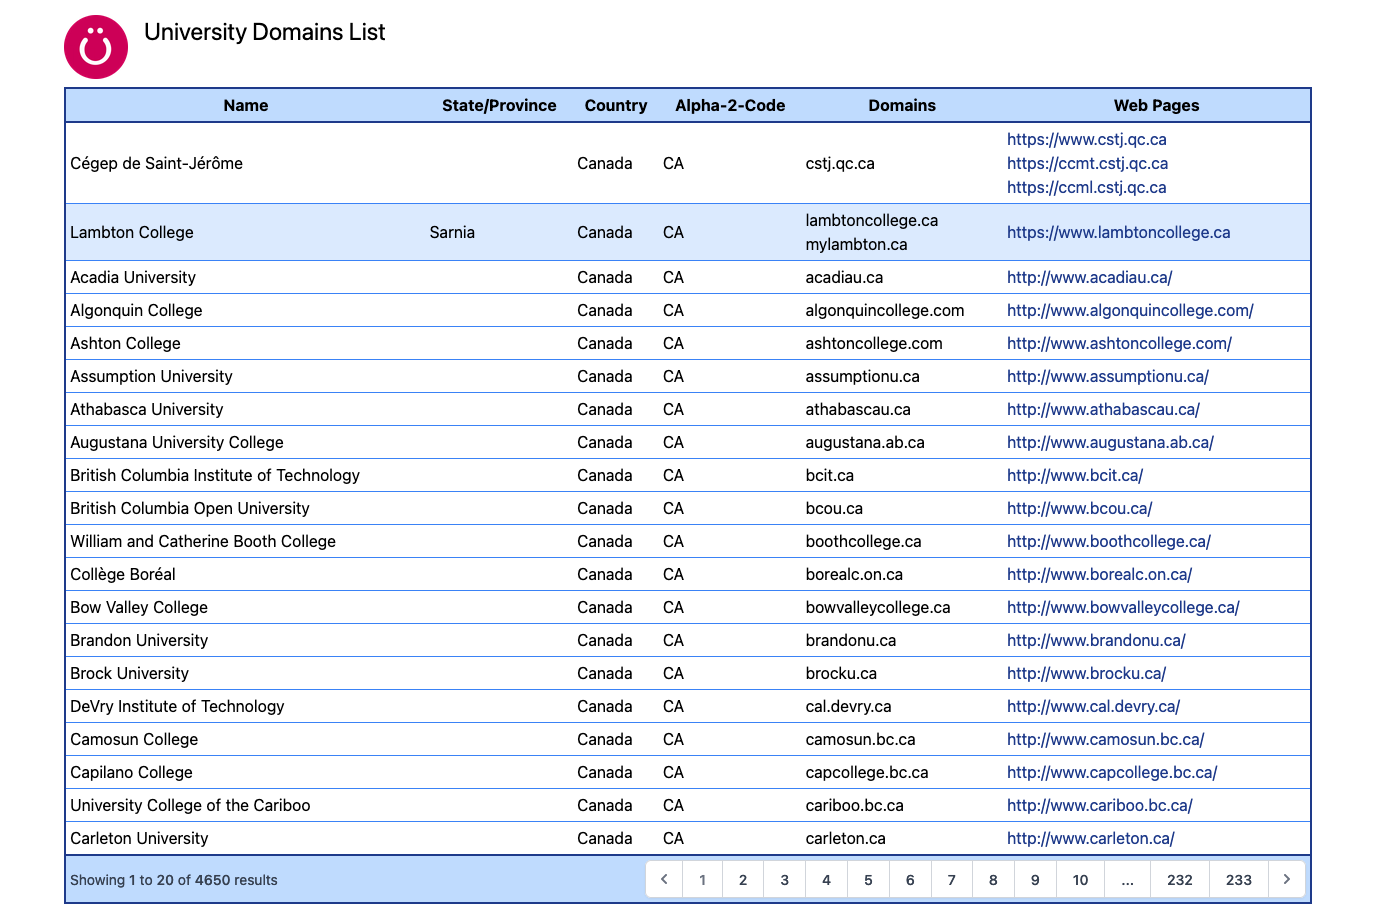 University Domains List
Name State/Province Country Alpha-2-Code Domains Web Pages
Cégep de Saint-Jérôme Canada CA cstj.qc.ca https://www.cstj.qc.ca
https://ccmt.cstj.qc.ca
https://ccml.cstj.qc.ca
Lambton College Sarnia Canada CA lambtoncollege.ca https://www.lambtoncollege.ca
mylambton.ca
Acadia University Canada CA acadiau.ca http://www.acadiau.ca/
Algonquin College Canada CA algonquincollege.com http://www.algonquincollege.com/
Ashton College Canada CA ashtoncollege.com http://www.ashtoncollege.com/
Assumption University Canada CA assumptionu.ca http://www.assumptionu.ca/
Athabasca University Canada CA athabascau.ca http://www.athabascau.ca/
Augustana University College Canada CA augustana.ab.ca http://www.augustana.ab.ca/
British Columbia Institute of Technology Canada CA bcit.ca http://www.bcit.ca/
British Columbia Open University Canada CA bcou.ca http://www.bcou.ca/
William and Catherine Booth College Canada CA boothcollege.ca http://www.boothcollege.ca/
Collège Boréal Canada CA borealc.on.ca http://www.borealc.on.ca/
Bow Valley College Canada CA bowvalleycollege.ca http://www.bowvalleycollege.ca/
Brandon University Canada CA brandonu.ca http://www.brandonu.ca/
Brock University Canada CA brocku.ca http://www.brocku.ca/
DeVry Institute of Technology Canada CA cal.devry.ca http://www.cal.devry.ca/
Camosun College Canada CA camosun.bc.ca http://www.camosun.bc.ca/
Capilano College Canada CA capcollege.bc.ca http://www.capcollege.bc.ca/
University College of the Cariboo Canada CA cariboo.bc.ca http://www.cariboo.bc.ca/
Carleton University Canada CA carleton.ca http://www.carleton.ca/
Showing 1 to 20 of 4650 results 1 2 3 4 5 6 7 8 9 10 ... 232 233